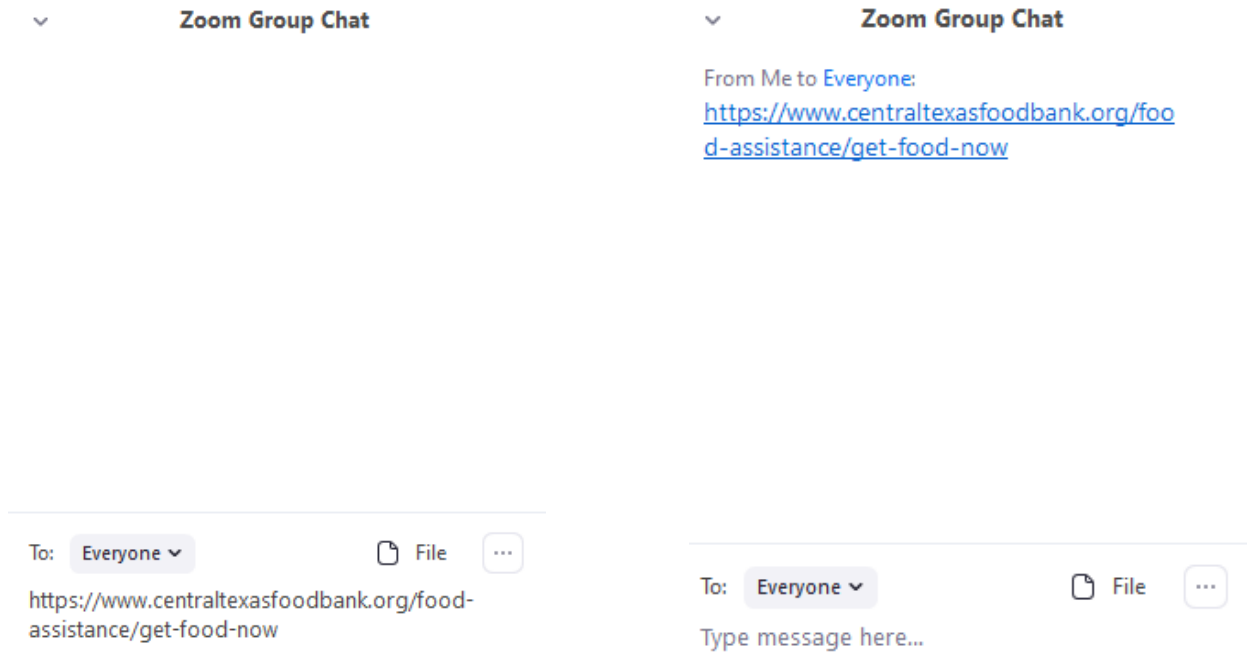 Zoom Group Chat
To: Everyone File ...
https://www.centraltexasfoodbank.org/food-
assistance/get-food-now
Zoom Group Chat
From Me to Everyone:
https://www.centraltexasfoodbank.org/foo
d-assistance/get-food-now
To: Everyone File ...
Type message here...